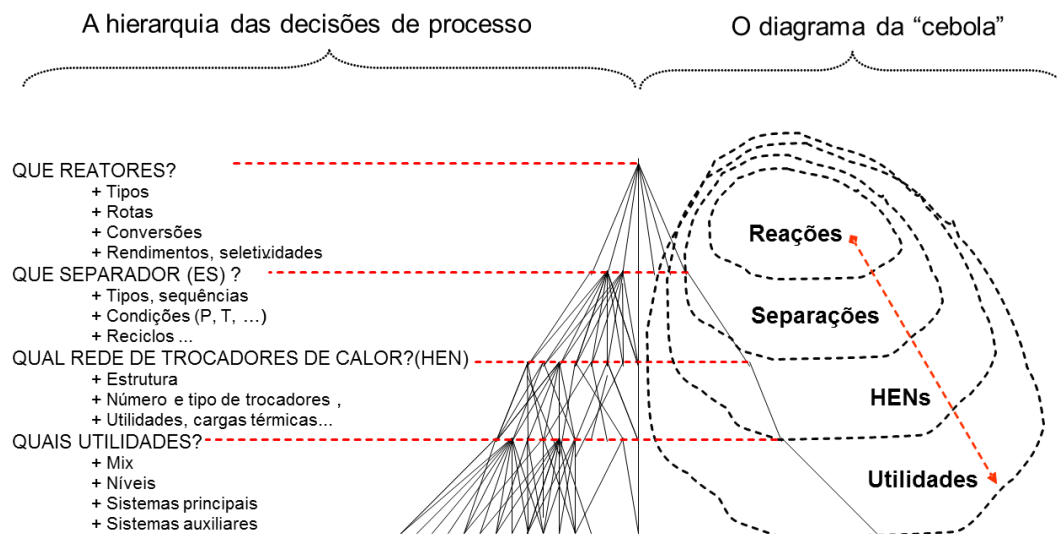 A hierarquia das decisões de processo
O diagrama da “cebola”
QUE REATORES?
+ Tipos
+ Rotas
+ Conversões
+ Rendimentos, seletividades
QUE SEPARADOR (ES) ?
+ Tipos, sequências
+ Condições (P, T, …)
+ Reciclos ...
QUAL REDE DE TROCADORES DE CALOR?(HEN)
+ Estrutura
+ Número e tipo de trocadores ,
+ Utilidades, cargas térmicas...
QUAIS UTILIDADES?
+ Mix
+ Níveis
+ Sistemas principais
+ Sistemas auxiliares
Reações
Separações
HENs
Utilidades